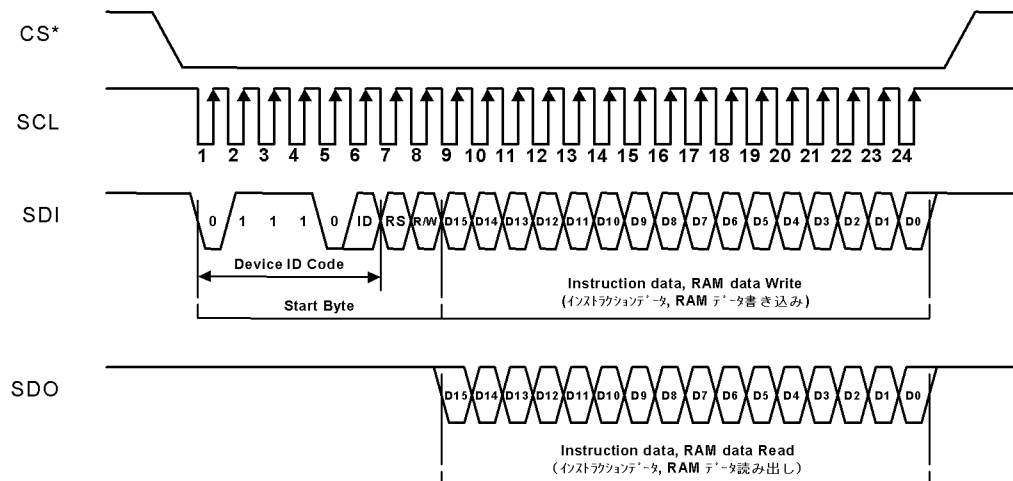 CS*
SCL
1 2 3 4 5 6 7 8 9 10 11 12 13 14 15 16 17 18 19 20 21 22 23 24
SDI
0 1 1 1 0 ID RS R/W D15 D14 D13 D12 D11 D10 D9 D8 D7 D6 D5 D4 D3 D2 D1 D0
Device ID Code
Instruction data, RAM data Write
(インストラクションデータ, RAM データ書き込み)
Start Byte
SDO
D15 D14 D13 D12 D11 D10 D9 D8 D7 D6 D5 D4 D3 D2 D1 D0
Instruction data, RAM data Read
(インストラクションデータ, RAM データ読み出し)